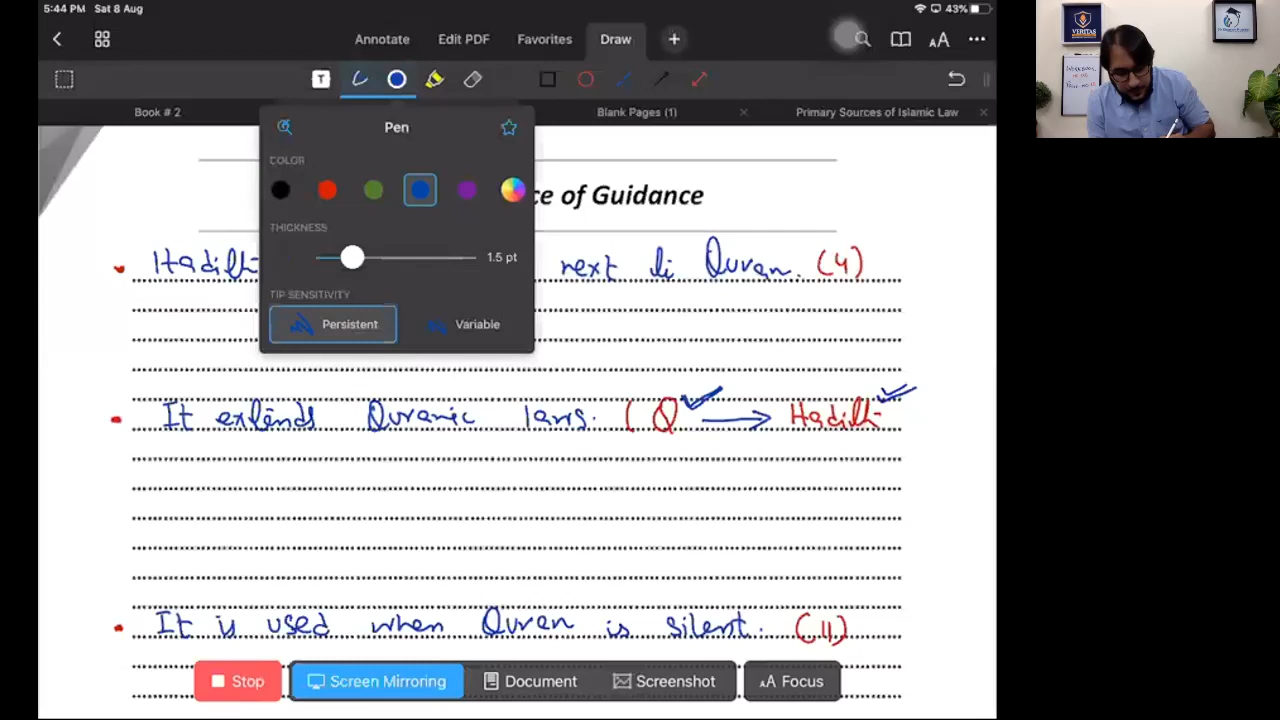 5:44 PM Sat 8 Aug 43%
Annotate Edit PDF Favorites Draw
T
Book # 2 Blank Pages (1) Primary Sources of Islamic Law
Pen
COLOR
THICKNESS
1.5 pt
TIP SENSITIVITY
Persistent Variable
ce of Guidance
Hadith next to Quran. (4)
It extends Quranic laws. ( Q → Hadith
It is used when Quran is silent. (4)
Stop Screen Mirroring Document Screenshot AA Focus
VERITAS